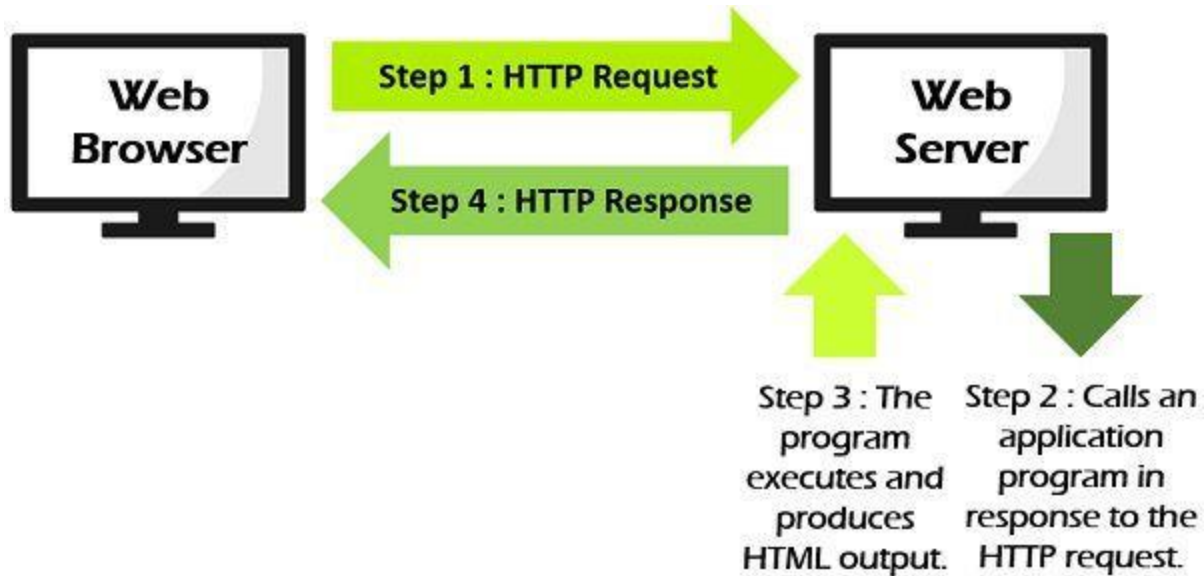 Web
Browser
Step 1 : HTTP Request
Web
Server
Step 4 : HTTP Response
Step 3 : The
program
executes and
produces
HTML output.
Step 2 : Calls an
application
program in
response to the
HTTP request.